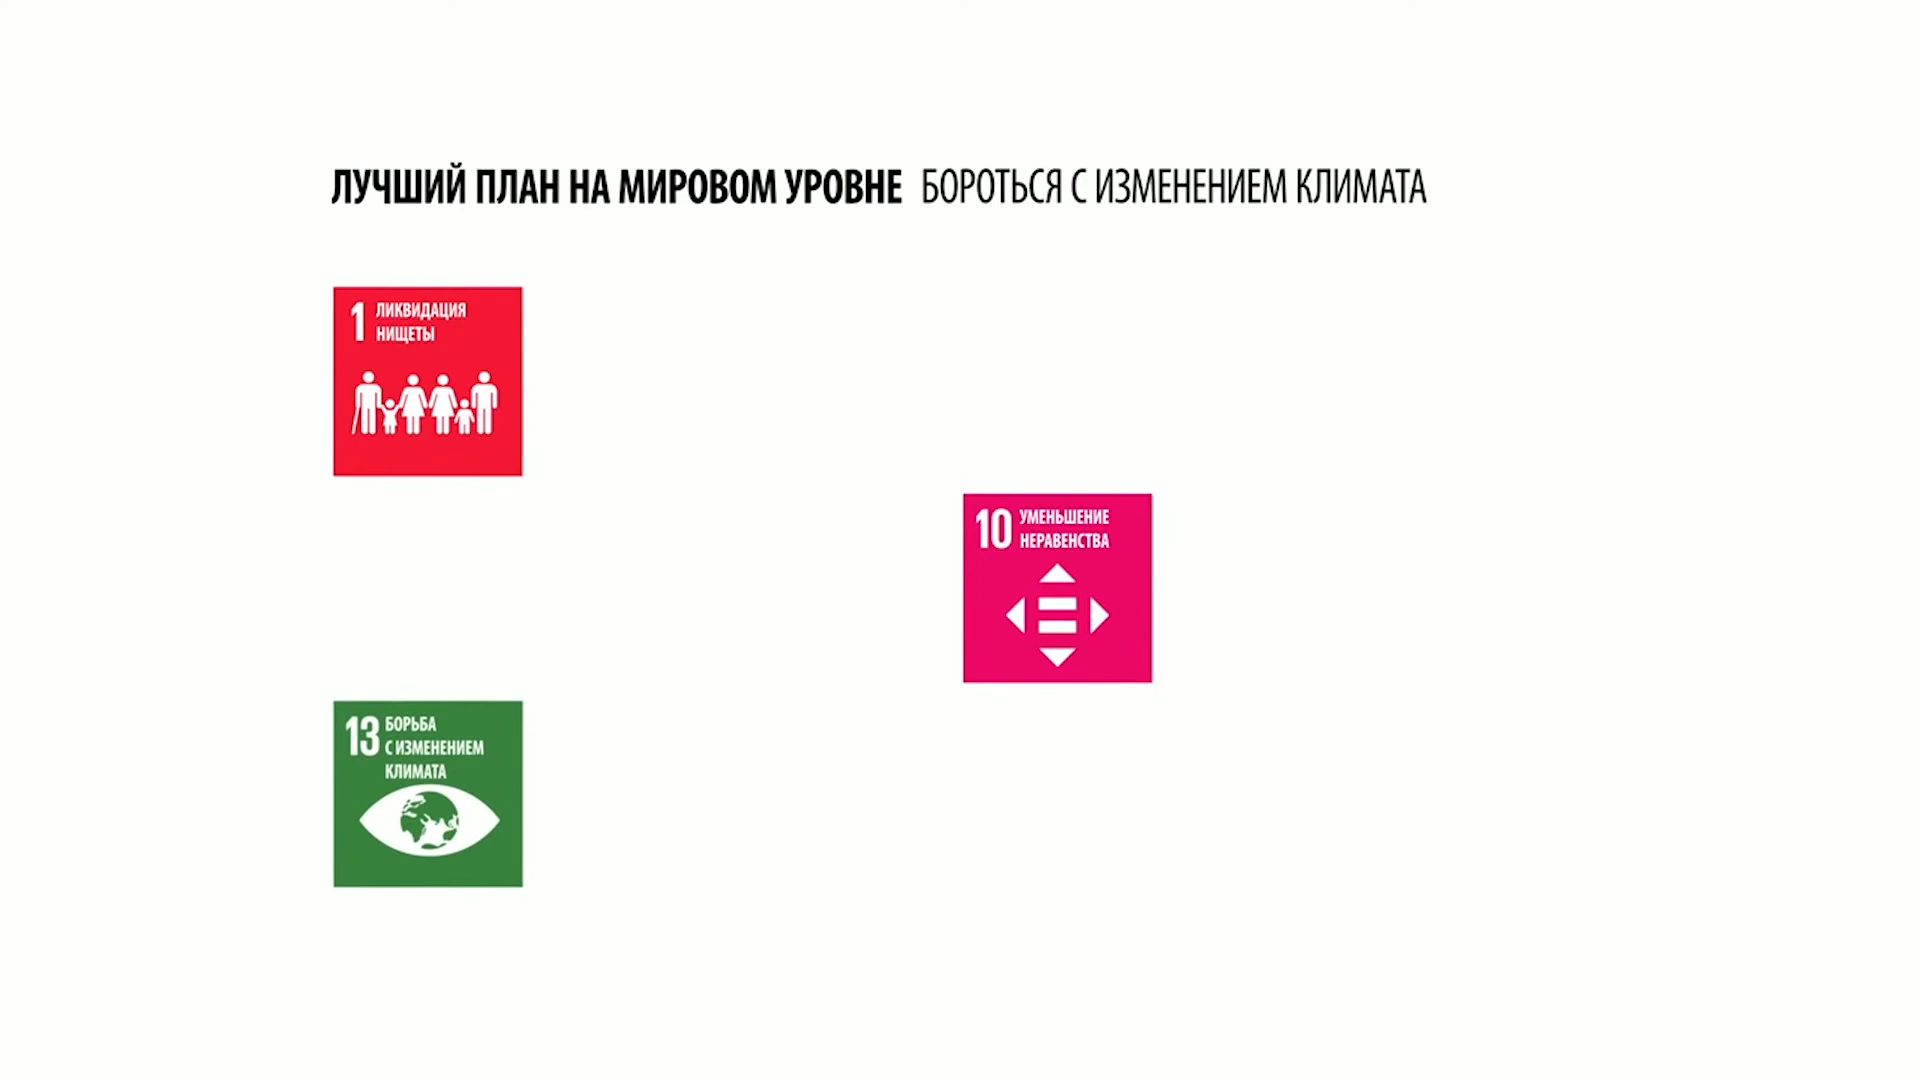 ЛУЧШИЙ ПЛАН НА МИРОВОМ УРОВНЕ БОРОТЬСЯ С ИЗМЕНЕНИЕМ КЛИМАТА
1 ЛИКВИДАЦИЯ
НИЩЕТЫ
10 УМЕНЬШЕНИЕ
НЕРАВЕНСТВА
13 БОРЬБА
С ИЗМЕНЕНИЕМ
КЛИМАТА